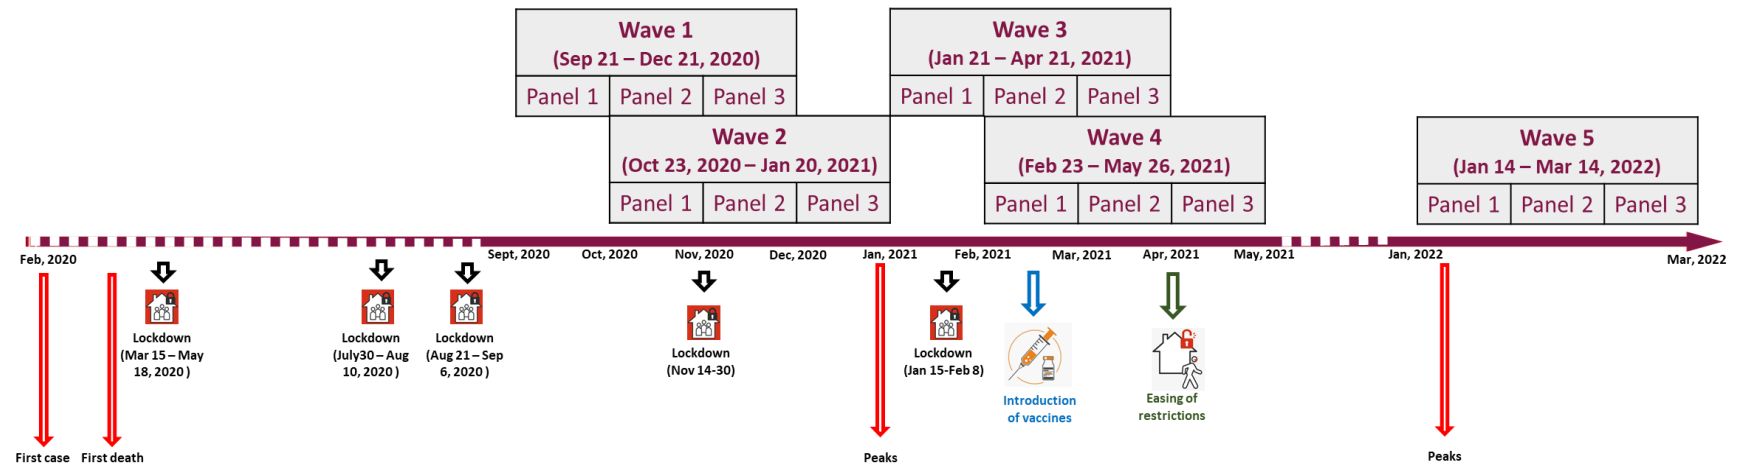 Wave 1
(Sep 21 – Dec 21, 2020)
Panel 1 Panel 2 Panel 3
Wave 3
(Jan 21 – Apr 21, 2021)
Panel 1 Panel 2 Panel 3
Wave 2
(Oct 23, 2020 – Jan 20, 2021)
Panel 1 Panel 2 Panel 3
Wave 4
(Feb 23 – May 26, 2021)
Panel 1 Panel 2 Panel 3
Wave 5
(Jan 14 – Mar 14, 2022)
Panel 1 Panel 2 Panel 3
Feb, 2020 Sept, 2020 Oct, 2020 Nov, 2020 Dec, 2020 Jan, 2021 Feb, 2021 Mar, 2021 Apr, 2021 May, 2021 Jan, 2022 Mar, 2022
Lockdown
(Mar 15 – May
18, 2020 )
Lockdown
(July30 – Aug
10, 2020 )
Lockdown
(Aug 21 – Sep
6, 2020 )
Lockdown
(Nov 14-30)
Lockdown
(Jan 15-Feb 8)
Introduction
of vaccines
Easing of
restrictions
First case First death Peaks Peaks